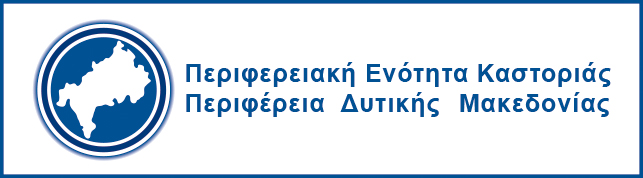 Περιφερειακή Ενότητα Καστοριάς
Περιφέρεια Δυτικής Μακεδονίας